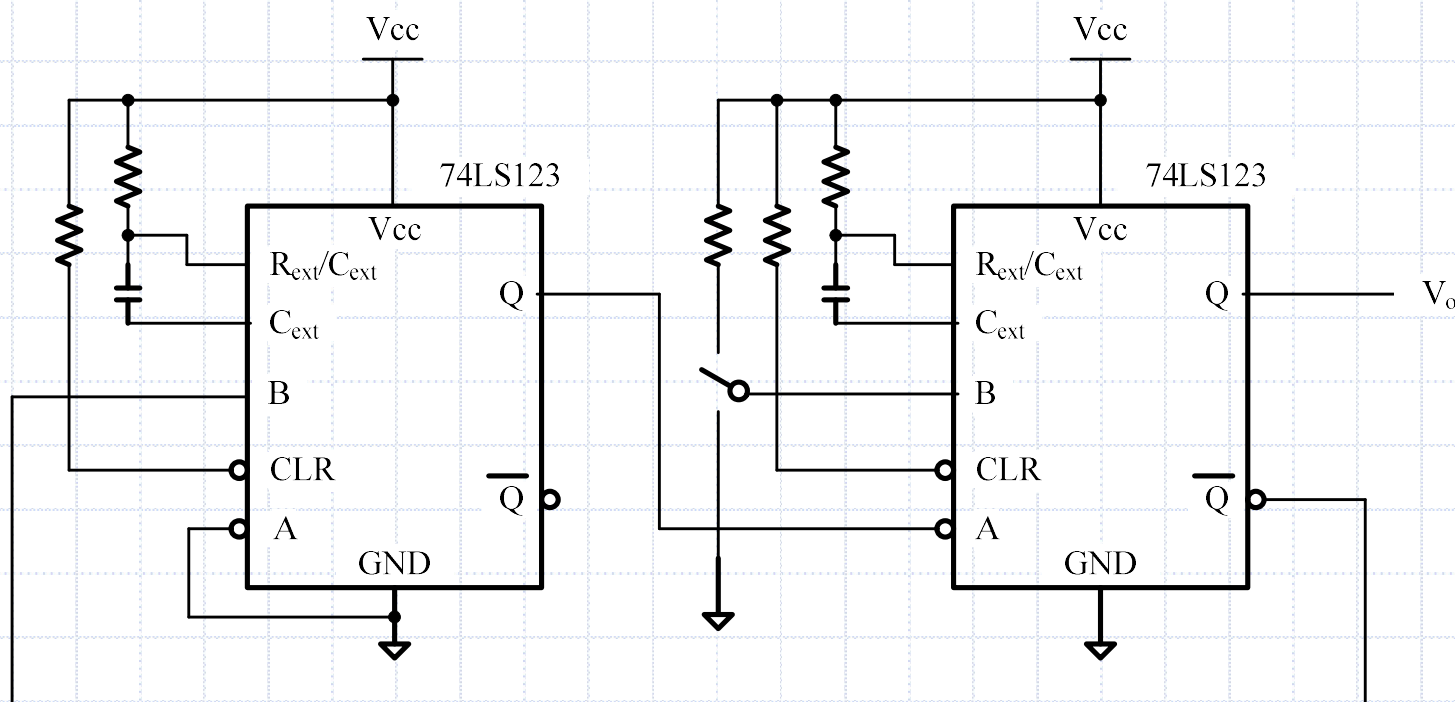 Vcc
Vcc
74LS123
74LS123
Vcc
Vcc
Rext/Cext
Rext/Cext
Q
Q
Vo
Cext
Cext
B
B
CLR
CLR
Q
Q
A
A
GND
GND